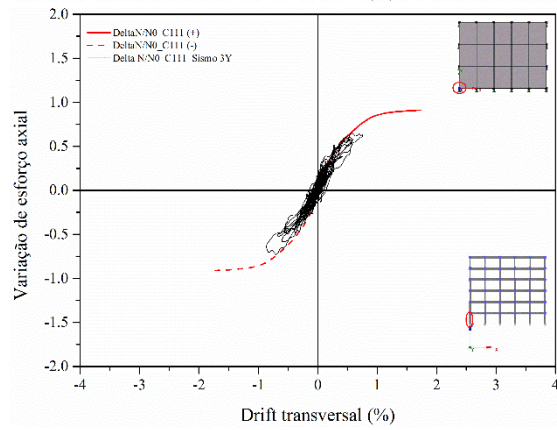 DeltaN/N0_C111 (+)
DeltaN/N0_C111 (-)
Delta N/N0_C111_Sismo 3Y
Variação de esforço axial
2.0
1.5
1.0
0.5
0.0
-0.5
-1.0
-1.5
-2.0
-4 -3 -2 -1 0 1 2 3 4
Drift transversal (%)